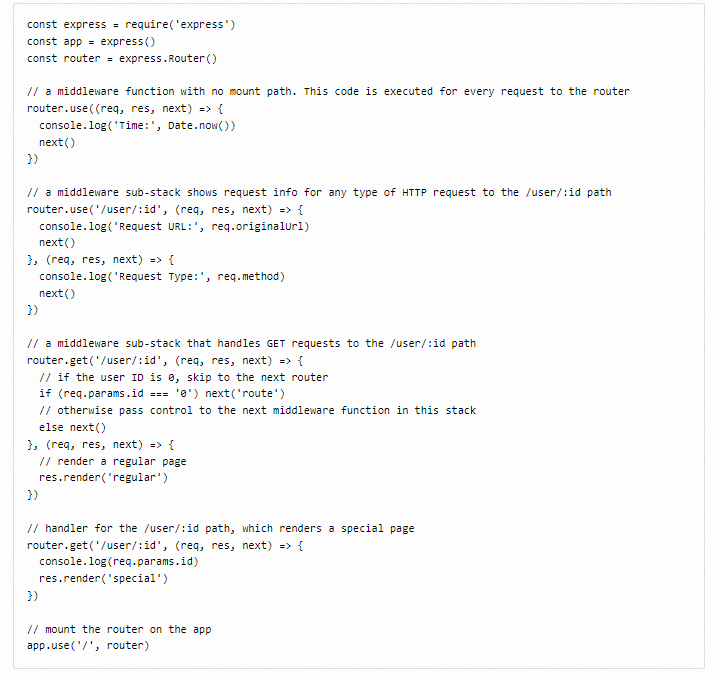 const express = require('express')
const app = express()
const router = express.Router()

// a middleware function with no mount path. This code is executed for every request to the router
router.use((req, res, next) => {
  console.log('Time:', Date.now())
  next()
})

// a middleware sub-stack shows request info for any type of HTTP request to the /user/:id path
router.use('/user/:id', (req, res, next) => {
  console.log('Request URL:', req.originalUrl)
  next()
}, (req, res, next) => {
  console.log('Request Type:', req.method)
  next()
})

// a middleware sub-stack that handles GET requests to the /user/:id path
router.get('/user/:id', (req, res, next) => {
  // if the user ID is 0, skip to the next router
  if (req.params.id === '0') next('route')
  // otherwise pass control to the next middleware function in this stack
  else next()
}, (req, res, next) => {
  // render a regular page
  res.render('regular')
})

// handler for the /user/:id path, which renders a special page
router.get('/user/:id', (req, res, next) => {
  console.log(req.params.id)
  res.render('special')
})

// mount the router on the app
app.use('/', router)